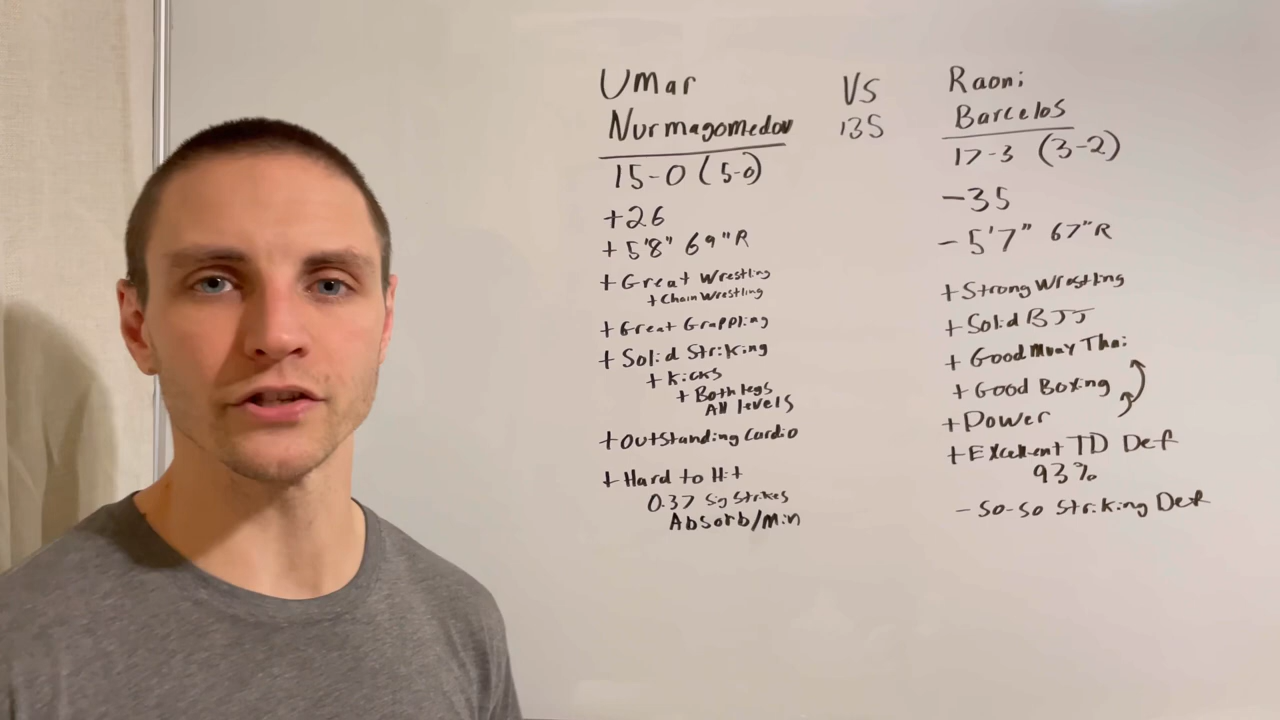 Umar
Nurmagomedov
15-0 (5-0)
+26
+ 5'8" 69"R
+ Great Wrestling
+ Chain Wrestling
+ Great Grappling
+ Solid Striking
+ Kicks
+ Both legs
All levels
+ Outstanding Cardio
+ Hard to Hit
0.37 Sig Strikes
Absorb/Min
VS
135
Raoni
Barcelos
17-3 (3-2)
-35
- 5'7" 67"R
+ Strong Wrestling
+ Solid BJJ
+ Good Muay Thai
+ Good Boxing
+ Power
+ Excellent TD Def
93%
- So-So Striking Def